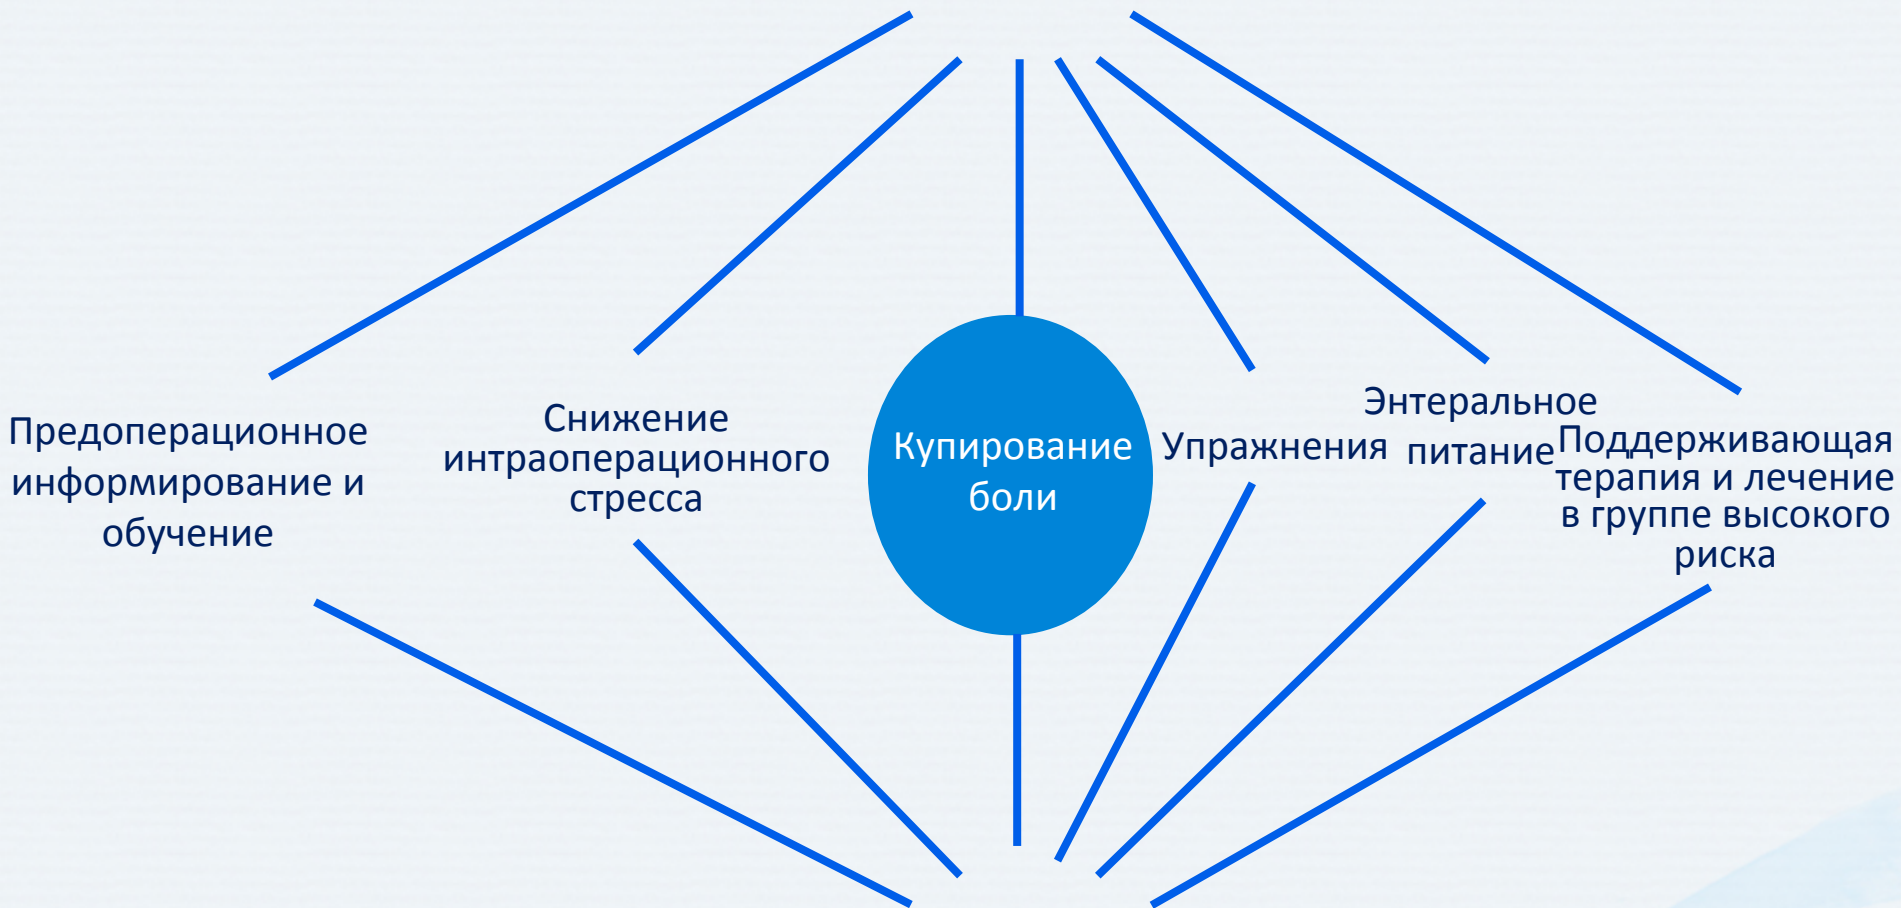 Предоперационное
информирование и
обучение
Снижение
интраоперационного
стресса
Купирование
боли
Упражнения
Энтеральное
питание
Поддерживающая
терапия и лечение
в группе высокого
риска